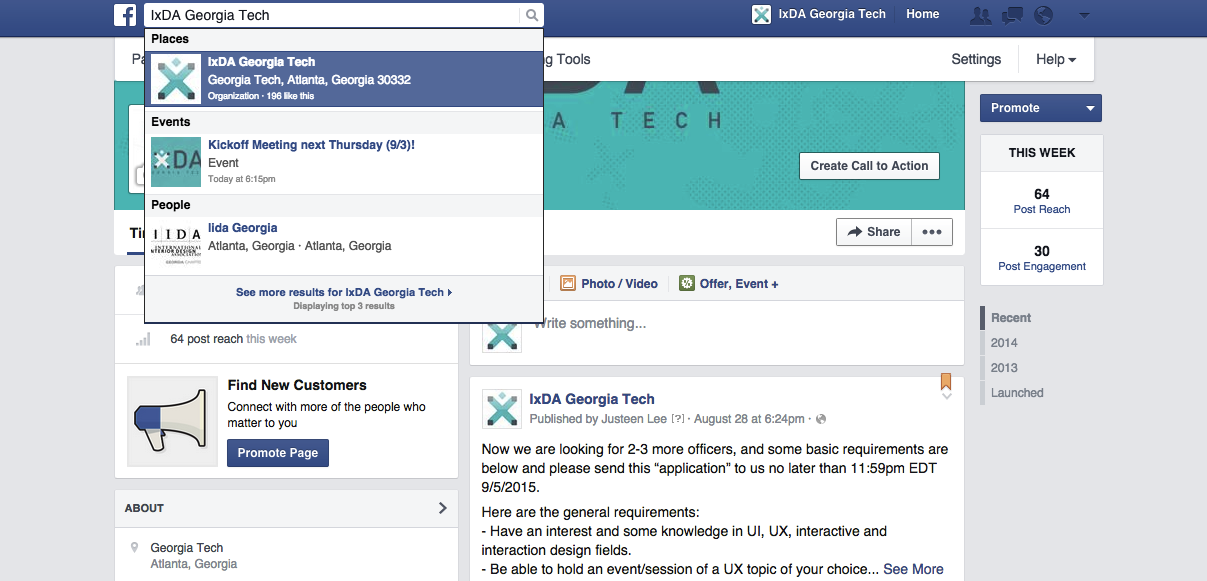 IxDA Georgia Tech
IxDA Georgia Tech
Home
Places
IxDA Georgia Tech
Georgia Tech, Atlanta, Georgia 30332
Organization · 196 like this
Events
Kickoff Meeting next Thursday (9/3)!
Event
Today at 6:15pm
People
Iida Georgia
Atlanta, Georgia · Atlanta, Georgia
See more results for IxDA Georgia Tech
Displaying top 3 results
Tools
Settings
Help
A TECH
Create Call to Action
Share
Promote
THIS WEEK
64
Post Reach
30
Post Engagement
Recent
2014
2013
Launched
64 post reach this week
Find New Customers
Connect with more of the people who
matter to you
Promote Page
ABOUT
Georgia Tech
Atlanta, Georgia
Photo / Video
Offer, Event +
Write something...
IxDA Georgia Tech
Published by Justeen Lee [?] · August 28 at 6:24pm ·
Now we are looking for 2-3 more officers, and some basic requirements are
below and please send this “application” to us no later than 11:59pm EDT
9/5/2015.
Here are the general requirements:
- Have an interest and some knowledge in UI, UX, interactive and
interaction design fields.
- Be able to hold an event/session of a UX topic of your choice... See More